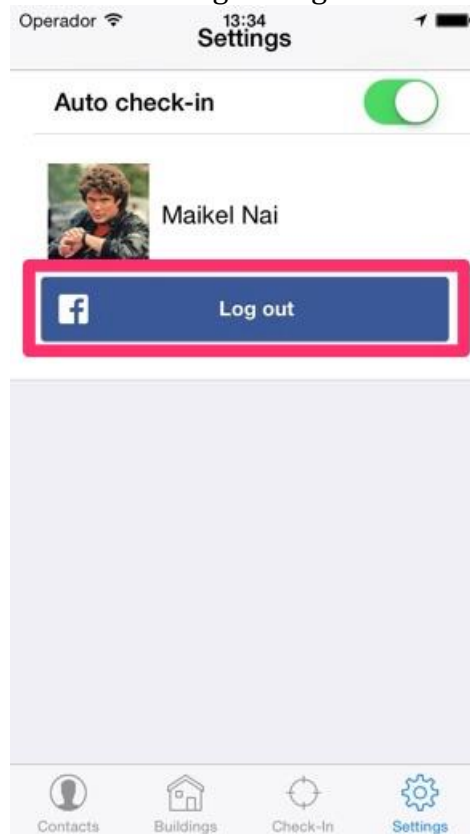 Operador 13:34
Settings
Auto check-in
Maikel Nai
f Log out
Contacts Buildings Check-In Settings